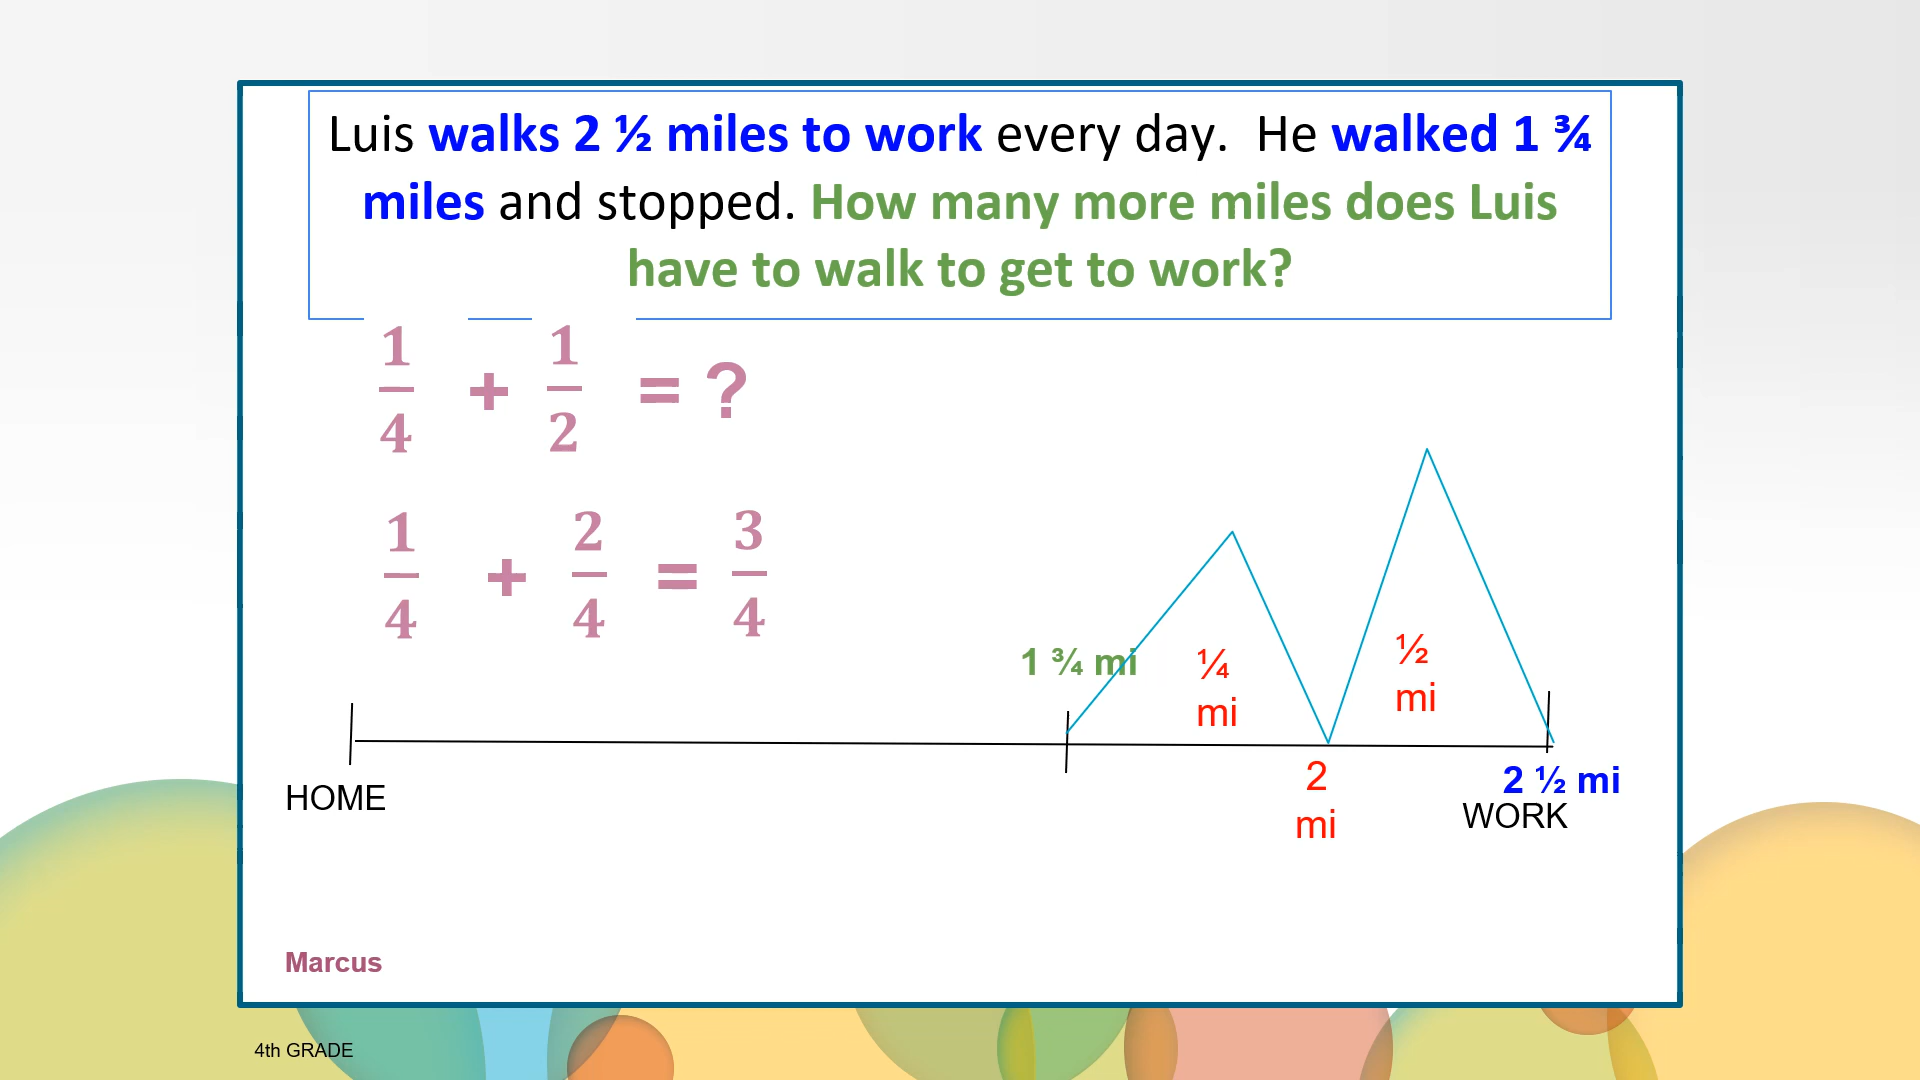 Luis walks 2 ½ miles to work every day.  He walked 1 ¾
miles and stopped. How many more miles does Luis
have to walk to get to work?
1/4 + 1/2 = ?
1/4 + 2/4 = 3/4
1 ¾ mi
¼
mi
½
mi
HOME
2
mi
2 ½ mi
WORK
Marcus
4th GRADE